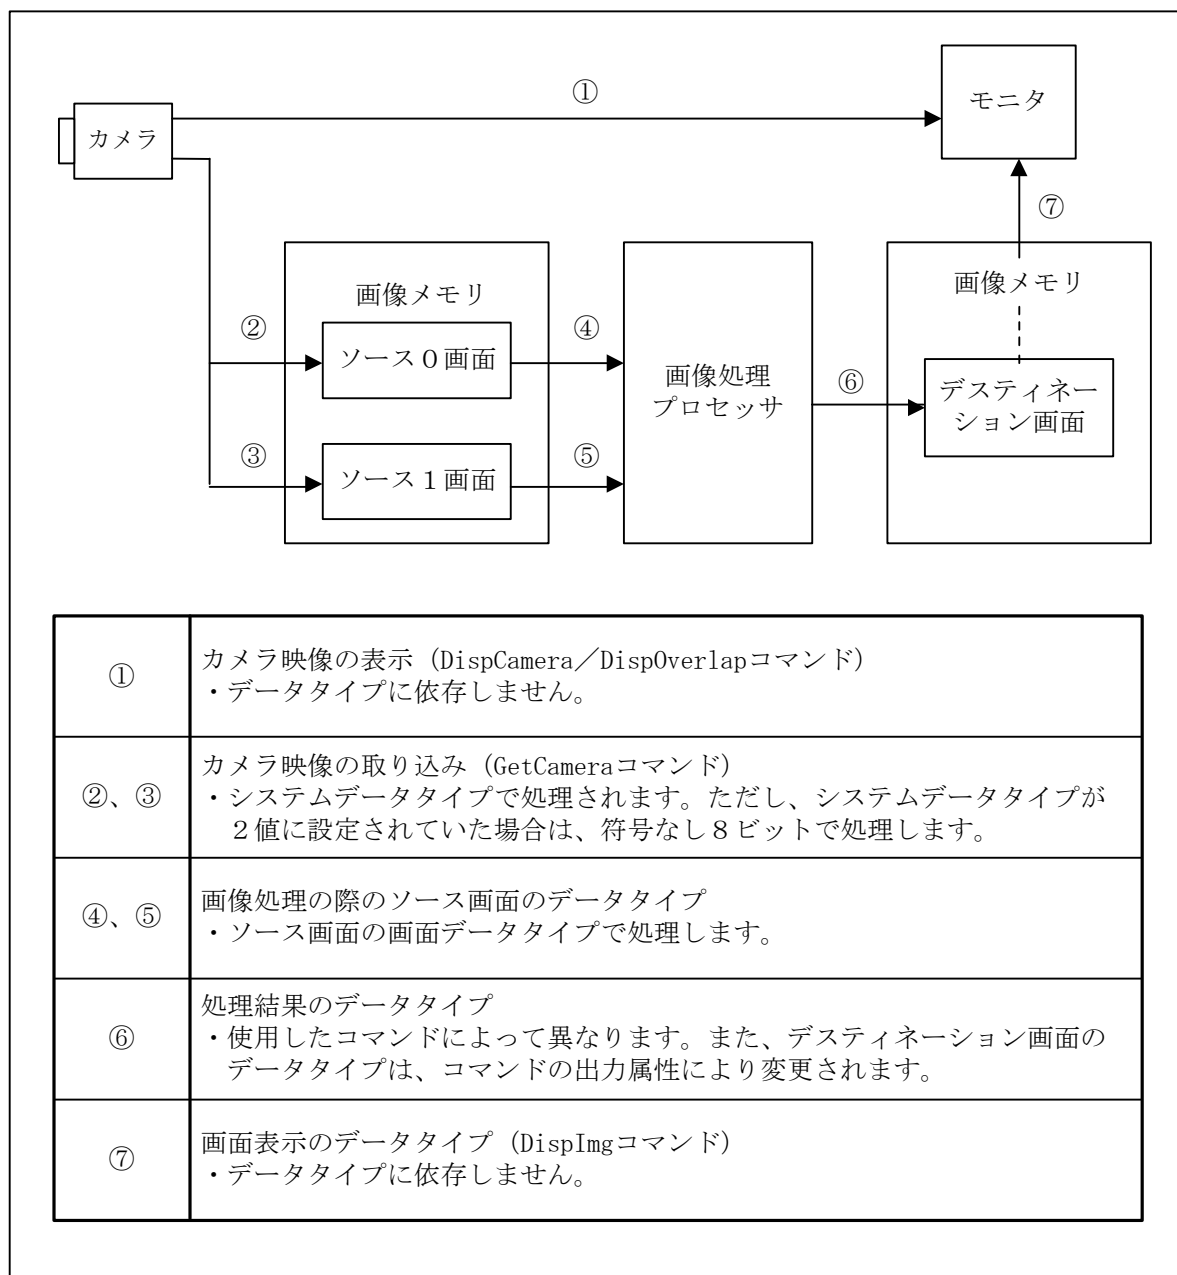 ①
モニタ
カメラ
⑦
画像メモリ
画像メモリ
②
④
ソース０画面
画像処理
プロセッサ
⑥
デスティネー
ション画面
③
⑤
ソース１画面
①
カメラ映像の表示（DispCamera／DispOverlapコマンド）
・データタイプに依存しません。
②、③
カメラ映像の取り込み（GetCameraコマンド）
・システムデータタイプで処理されます。ただし、システムデータタイプが
２値に設定されていた場合は、符号なし８ビットで処理します。
④、⑤
画像処理の際のソース画面のデータタイプ
・ソース画面の画面データタイプで処理します。
⑥
処理結果のデータタイプ
・使用したコマンドによって異なります。また、デスティネーション画面の
データタイプは、コマンドの出力属性により変更されます。
⑦
画面表示のデータタイプ（DispImgコマンド）
・データタイプに依存しません。